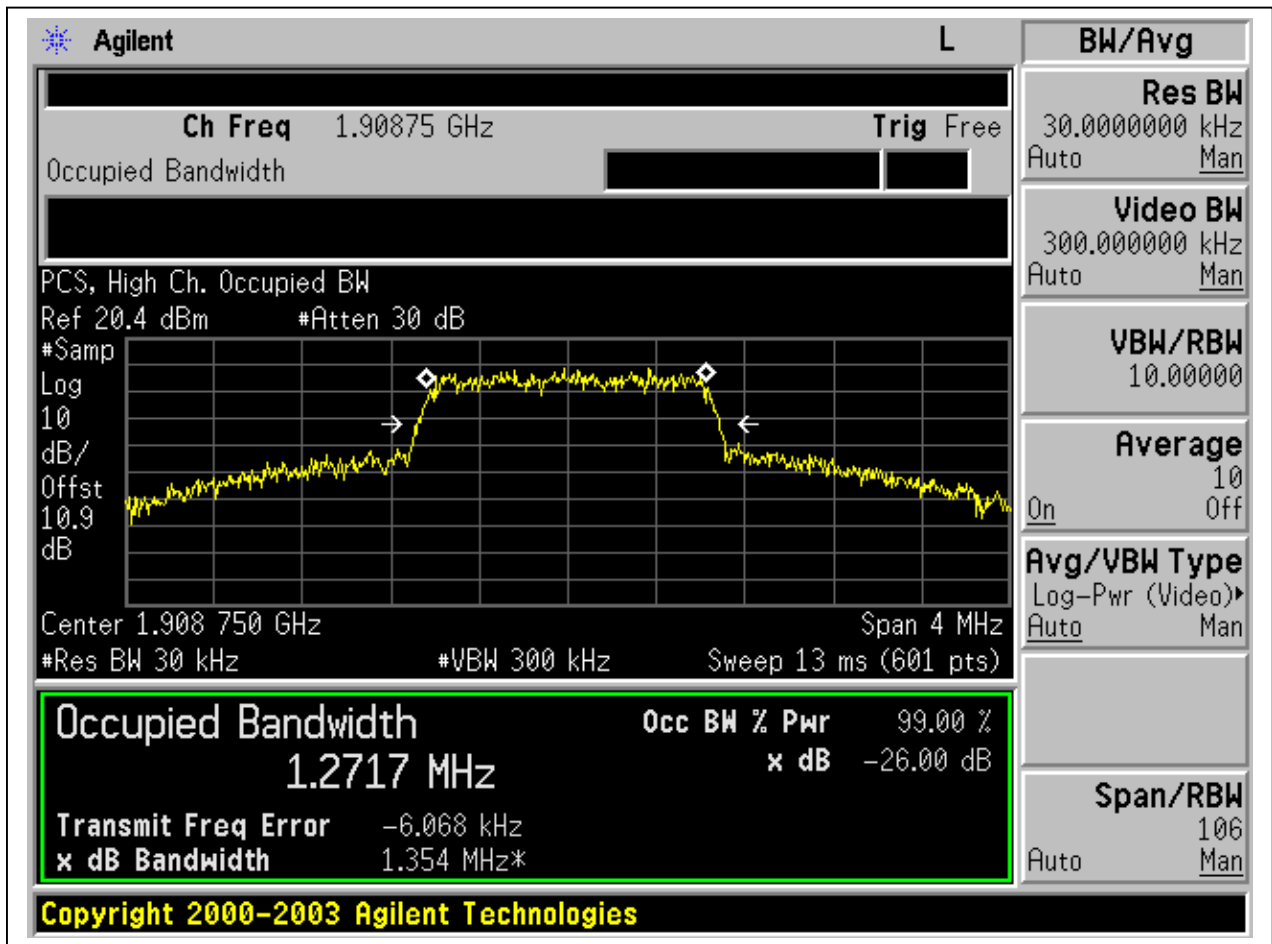 Agilent L
Ch Freq 1.90875 GHz Trig Free
Occupied Bandwidth
PCS, High Ch. Occupied BW
Ref 20.4 dBm #Atten 30 dB
#Samp
Log
10
dB/
Offst
10.9
dB
Center 1.908 750 GHz Span 4 MHz
#Res BW 30 kHz #VBW 300 kHz Sweep 13 ms (601 pts)
Occupied Bandwidth
1.2717 MHz
Occ BW % Pwr 99.00 %
x dB -26.00 dB
Transmit Freq Error -6.068 kHz
x dB Bandwidth 1.354 MHz*
Copyright 2000-2003 Agilent Technologies
BW/Avg
Res BW
30.0000000 kHz
Auto Man
Video BW
300.000000 kHz
Auto Man
VBW/RBW
10.00000
Average
10
On Off
Avg/VBW Type
Log-Pwr (Video)▸
Auto Man
Span/RBW
106
Auto Man